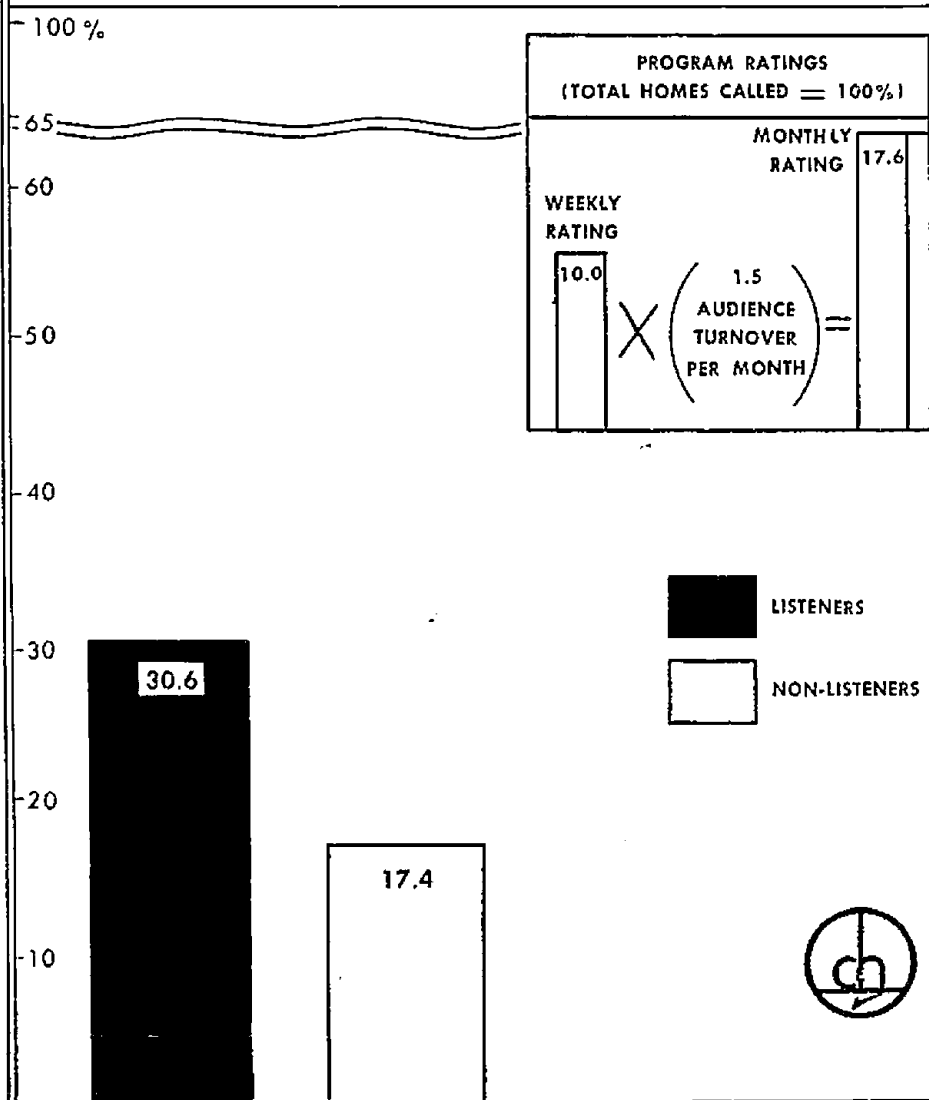 100 %
65
60
50
40
30
20
10
PROGRAM RATINGS
(TOTAL HOMES CALLED = 100%)
WEEKLY
RATING
10.0
X
1.5
AUDIENCE
TURNOVER
PER MONTH
=
MONTHLY
RATING
17.6
LISTENERS
NON-LISTENERS
30.6
17.4
ch